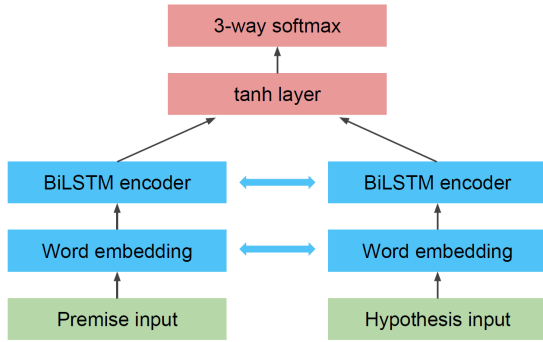 3-way softmax
tanh layer
BiLSTM encoder
BiLSTM encoder
Word embedding
Word embedding
Premise input
Hypothesis input